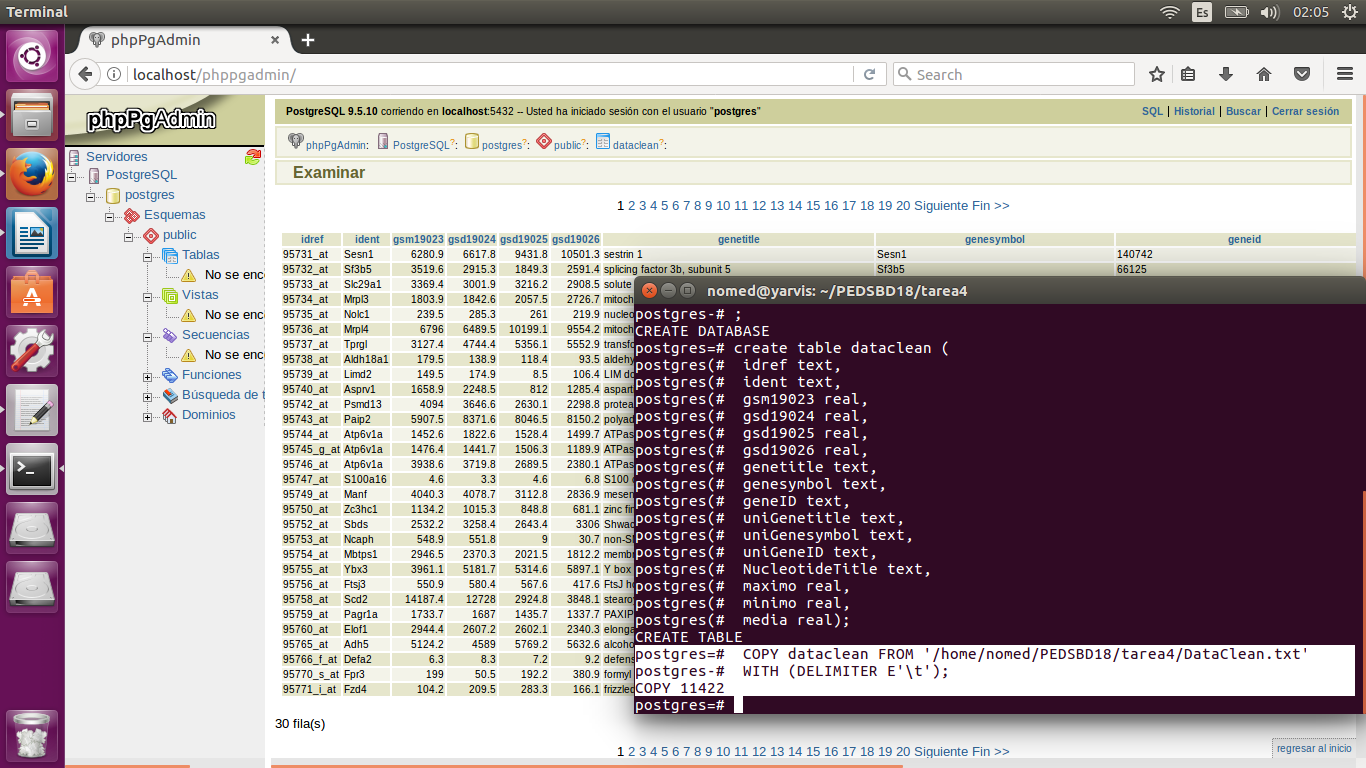 Terminal
Es
02:05
phpPgAdmin
localhost/phppgadmin/
Search
phpPgAdmin
Servidores
PostgreSQL
postgres
Esquemas
public
Tablas
No se enc
Vistas
No se enc
Secuencias
No se enc
Funciones
Búsqueda de t
Dominios
PostgreSQL 9.5.10 corriendo en localhost:5432 -- Usted ha iniciado sesión con el usuario "postgres"
SQL | Historial | Buscar | Cerrar sesión
phpPgAdmin: PostgreSQL?: postgres?: public?: dataclean?:
Examinar
1 2 3 4 5 6 7 8 9 10 11 12 13 14 15 16 17 18 19 20 Siguiente Fin >>
idref ident gsm19023 gsd19024 gsd19025 gsd19026 genetitle genesymbol geneid
95731_at Sesn1 6280.9 6617.8 9431.8 10501.3 sestrin 1 Sesn1 140742
95732_at Sf3b5 3519.6 2915.3 1849.3 2591.4 splicing factor 3b, subunit 5 Sf3b5 66125
95733_at Slc29a1 3369.4 3001.9 3216.2 2908.5 solute
95734_at Mrpl3 1803.9 1842.6 2057.5 2726.7 mitoch
95735_at Nolc1 239.5 285.3 261 219.9 nucleo
95736_at Mrpl4 6796 6489.5 10199.1 9554.2 mitoch
95737_at Tprgl 3127.4 4744.4 5356.1 5552.9 transfo
95738_at Aldh18a1 179.5 138.9 118.4 93.5 aldehy
95739_at Limd2 149.5 174.9 8.5 106.4 LIM do
95740_at Asprv1 1658.9 2248.5 812 1285.4 aspart
95742_at Psmd13 4094 3646.6 2630.1 2298.8 protea
95743_at Paip2 5907.5 8371.6 8046.5 8150.2 polyad
95744_at Atp6v1a 1452.6 1822.6 1528.4 1499.7 ATPas
95745_g_at Atp6v1a 1476.4 1441.7 1506.3 1189.9 ATPas
95746_at Atp6v1a 3938.6 3719.8 2689.5 2380.1 ATPas
95747_at S100a16 4.6 3.3 4.6 6.8 S100
95749_at Manf 4040.3 4078.7 3112.8 2836.9 mesen
95750_at Zc3hc1 1134.2 1015.3 848.8 681.1 zinc fin
95752_at Sbds 2532.2 3258.4 2643.4 3306 Shwac
95753_at Ncaph 548.9 551.8 9 30.7 non-S
95754_at Mbtps1 2946.5 2370.3 2021.5 1812.2 membr
95755_at Ybx3 3961.1 5181.7 5314.6 5897.1 Y box
95756_at Ftsj3 550.9 580.4 567.6 417.6 FtsJ h
95758_at Scd2 14187.4 12728 2924.8 3848.1 stearo
95759_at Pagr1a 1733.7 1687 1435.7 1337.7 PAXIP
95760_at Elof1 2944.4 2607.2 2602.1 2340.3 elonga
95765_at Adh5 5124.2 4589 5769.2 5632.6 alcoho
95766_f_at Defa2 6.3 8.3 7.2 9.2 defens
95770_s_at Fpr3 199 50.5 192.2 380.9 formyl
95771_i_at Fzd4 104.2 209.5 283.3 166.1 frizzled
30 fila(s)
1 2 3 4 5 6 7 8 9 10 11 12 13 14 15 16 17 18 19 20 Siguiente Fin >>
regresar al inicio
nomed@yarvis: ~/PEDSBD18/tarea4
postgres-# ;
CREATE DATABASE
postgres=# create table dataclean (
postgres(#  idref text,
postgres(#  ident text,
postgres(#  gsm19023 real,
postgres(#  gsd19024 real,
postgres(#  gsd19025 real,
postgres(#  gsd19026 real,
postgres(#  genetitle text,
postgres(#  genesymbol text,
postgres(#  geneID text,
postgres(#  uniGenetitle text,
postgres(#  uniGenesymbol text,
postgres(#  uniGeneID text,
postgres(#  NucleotideTitle text,
postgres(#  maximo real,
postgres(#  minimo real,
postgres(#  media real);
CREATE TABLE
postgres=#  COPY dataclean FROM '/home/nomed/PEDSBD18/tarea4/DataClean.txt'
postgres-#  WITH (DELIMITER E'\t');
COPY 11422
postgres=#